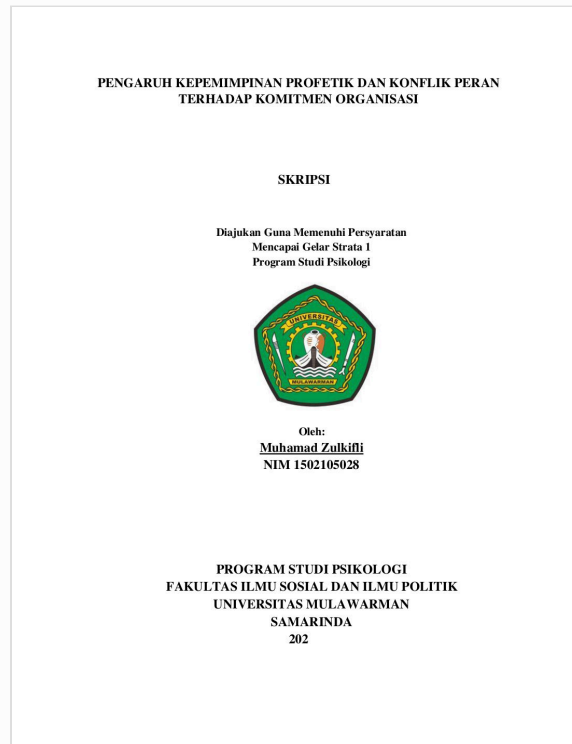 PENGARUH KEPEMIMPINAN PROFETIK DAN KONFLIK PERAN
TERHADAP KOMITMEN ORGANISASI
SKRIPSI
Diajukan Guna Memenuhi Persyaratan
Mencapai Gelar Strata 1
Program Studi Psikologi
UNIVERSITAS
MULAWARMAN
Oleh:
Muhamad Zulkifli
NIM 1502105028
PROGRAM STUDI PSIKOLOGI
FAKULTAS ILMU SOSIAL DAN ILMU POLITIK
UNIVERSITAS MULAWARMAN
SAMARINDA
202